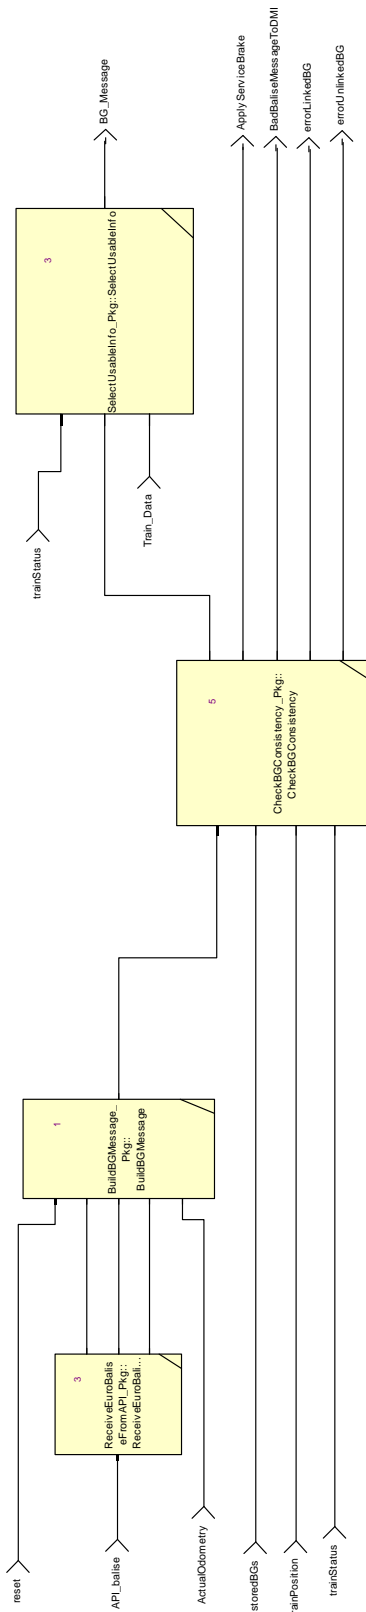 reset
API_balise
ActualOdometry
storedBGs
ainPosition
trainStatus
3
ReceiveEuroBalis
eFromAPI_Pkg::
ReceiveEuroBali...
1
BuildBGMessage_
Pkg::
BuildBGMessage
5
CheckBGConsistency_Pkg::
CheckBGConsistency
trainStatus
Train_Data
3
SelectUsableInfo_Pkg::SelectUsableInfo
BG_Message
ApplyServiceBrake
BadBaliseMessageToDMI
errorLinkedBG
errorUnlinkedBG